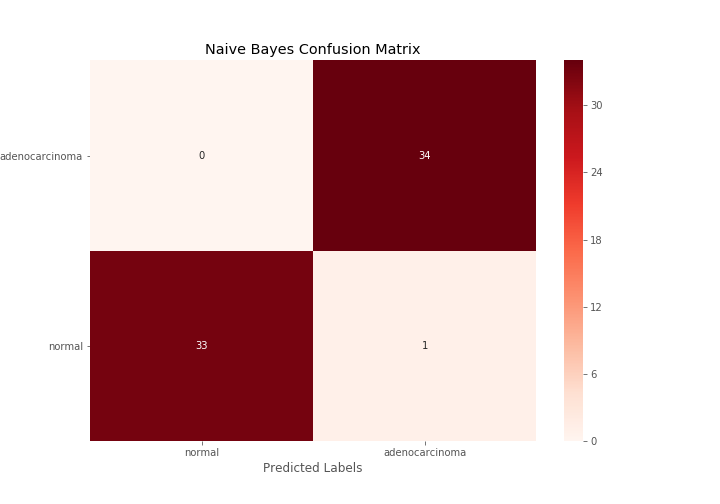 Naive Bayes Confusion Matrix
adenocarcinoma
0
34
normal
33
1
normal
adenocarcinoma
Predicted Labels
30
24
18
12
6
0